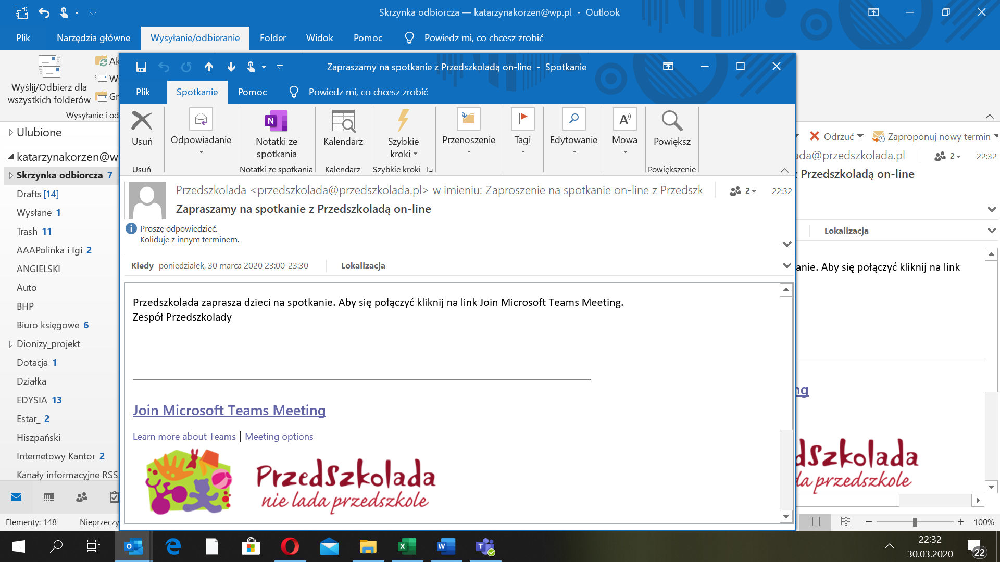 Skrzynka odbiorcza — katarzynakorzen@wp.pl - Outlook
Plik Narzędzia główne Wysyłanie/odbieranie Folder Widok Pomoc Powiedz mi, co chcesz zrobić
Wyślij/Odbierz dla
wszystkich folderów
Wysyłanie i od
Ak
W
Gr
Ulubione
katarzynakorzen@w
Skrzynka odbiorcza 7
Drafts [14]
Wysłane 1
Trash 11
AAAPolinka i Igi 2
ANGIELSKI
Auto
BHP
Biuro księgowe 6
Dionizy_projekt
Dotacja 1
Działka
EDYSIA 13
Estar_ 2
Hiszpański
Internetowy Kantor 2
Kanały informacyjne RSS
Elementy: 148 Nieprzeczy
Zapraszamy na spotkanie z Przedszkoladą on-line - Spotkanie
Plik Spotkanie Pomoc Powiedz mi, co chcesz zrobić
Usuń
Usuń
Odpowiadanie
N
Notatki ze
spotkania
Notatki ze spotkania
Kalendarz
Kalendarz
Szybkie
kroki
Szybkie kroki
Przenoszenie
Tagi
Edytowanie
A
Mowa
Powiększ
Powiększenie
Przedszkolada <przedszkolada@przedszkolada.pl> w imieniu: Zaproszenie na spotkanie on-line z Przedszk 2 22:32
Zapraszamy na spotkanie z Przedszkoladą on-line
i Proszę odpowiedzieć.
Koliduje z innym terminem.
Kiedy poniedziałek, 30 marca 2020 23:00-23:30 Lokalizacja
Przedszkolada zaprasza dzieci na spotkanie. Aby się połączyć kliknij na link Join Microsoft Teams Meeting.
Zespół Przedszkolady
Join Microsoft Teams Meeting
Learn more about Teams | Meeting options
Przedszkolada
nie lada przedszkole
Odrzuć Zaproponuj nowy termin
ada@przedszkolada.pl 2 22:32
z Przedszkoladą on-line
Lokalizacja
anie. Aby się połączyć kliknij na link
ng
dszkolada
da przedszkole
100%
O X W T
22:32
30.03.2020
22